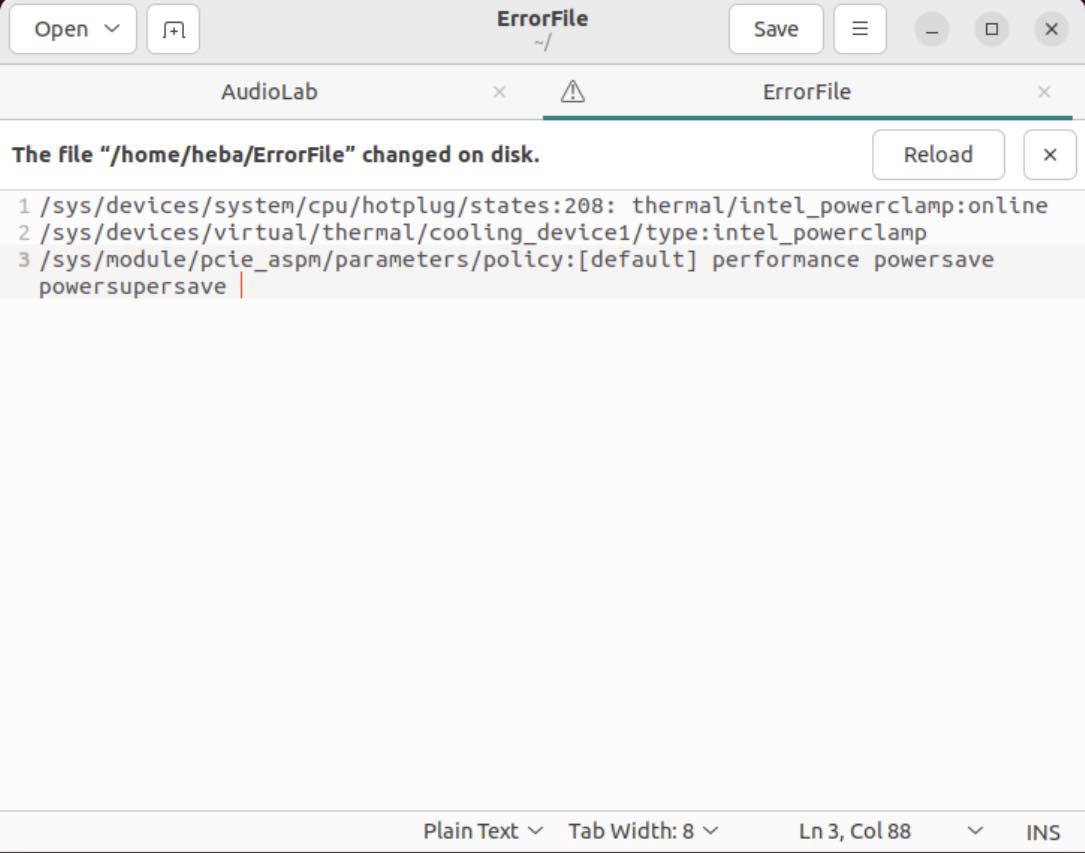 Open
ErrorFile
~/
Save
AudioLab
ErrorFile
The file “/home/heba/ErrorFile” changed on disk.
Reload
1 /sys/devices/system/cpu/hotplug/states:208: thermal/intel_powerclamp:online
2 /sys/devices/virtual/thermal/cooling_device1/type:intel_powerclamp
3 /sys/module/pcie_aspm/parameters/policy:[default] performance powersave
powersupersave
Plain Text Tab Width: 8 Ln 3, Col 88 INS